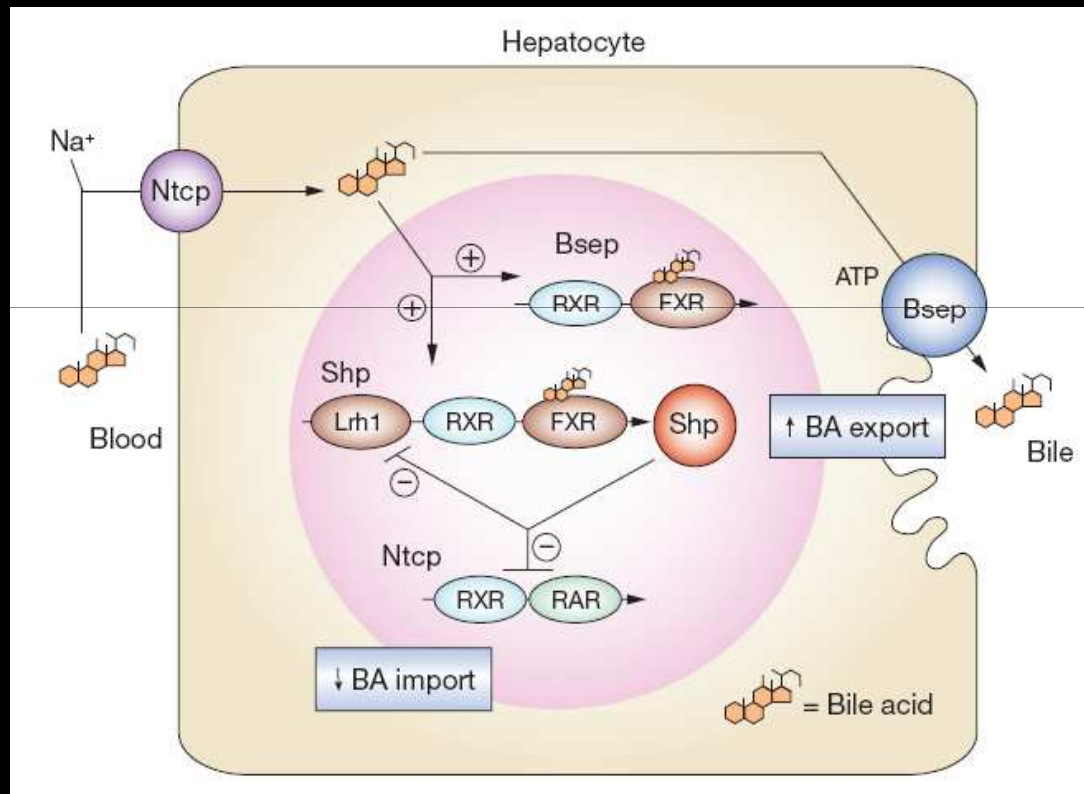 Hepatocyte
Na⁺
Ntcp
Bsep
+
+
ATP
RXR
FXR
Bsep
Shp
Lrh1
RXR
FXR
Shp
↑ BA export
Blood
Bile
−
−
Ntcp
RXR
RAR
↓ BA import
= Bile acid